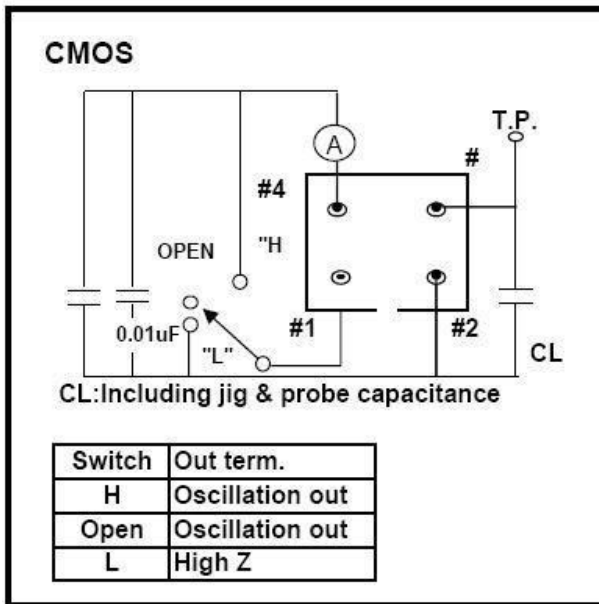 CMOS
T.P.
A
#
#4
OPEN
"H
0.01uF
#1
#2
"L"
CL
CL:Including jig & probe capacitance
Switch Out term.
H Oscillation out
Open Oscillation out
L High Z